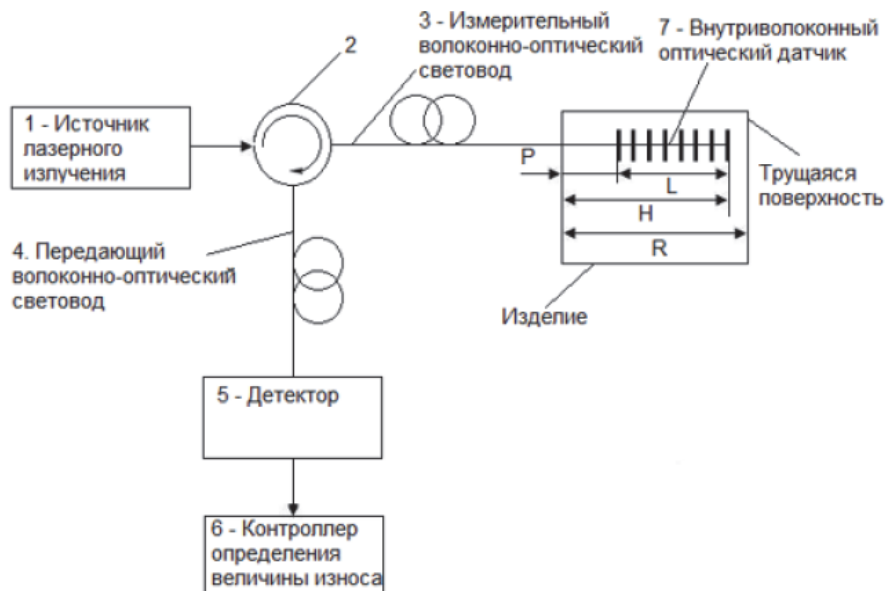 3 - Измерительный
волоконно-оптический
световод
7 - Внутриволоконный
оптический датчик
2
1 - Источник
лазерного
излучения
P
L
H
R
Трущаяся
поверхность
4. Передающий
волоконно-оптический
световод
Изделие
5 - Детектор
6 - Контроллер
определения
величины износа